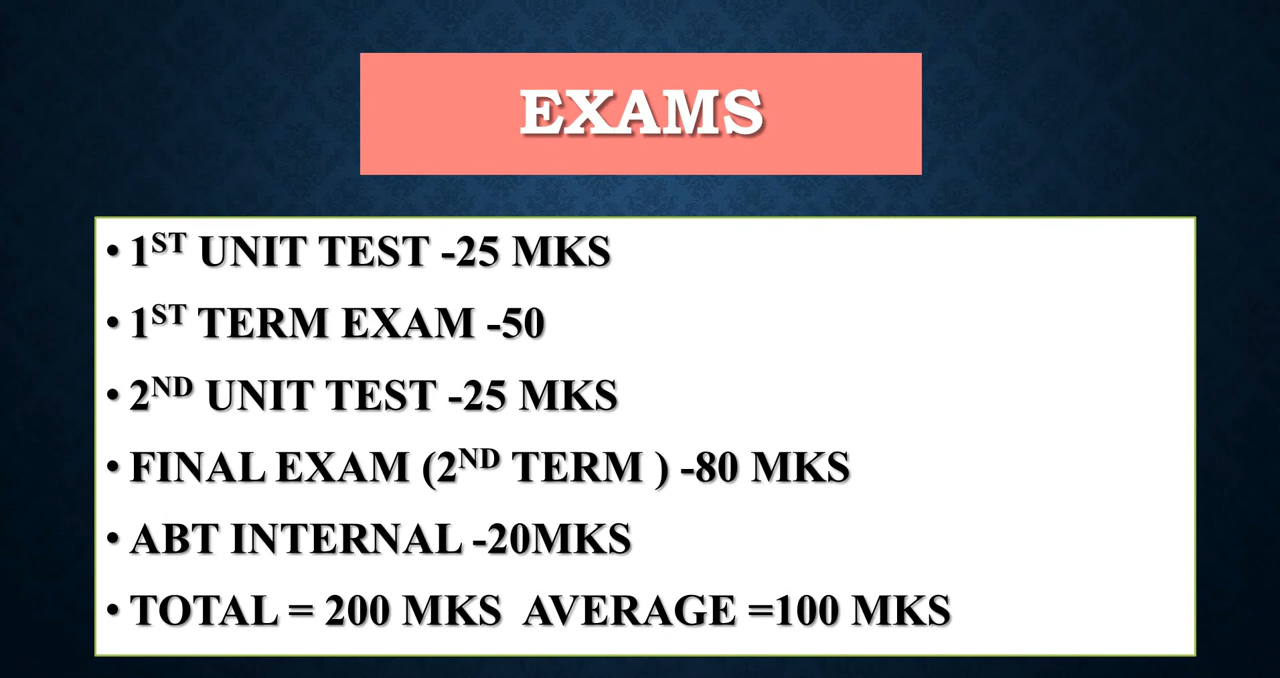 EXAMS
• 1ST UNIT TEST -25 MKS
• 1ST TERM EXAM -50
• 2ND UNIT TEST -25 MKS
• FINAL EXAM (2ND TERM ) -80 MKS
• ABT INTERNAL -20MKS
• TOTAL = 200 MKS  AVERAGE =100 MKS